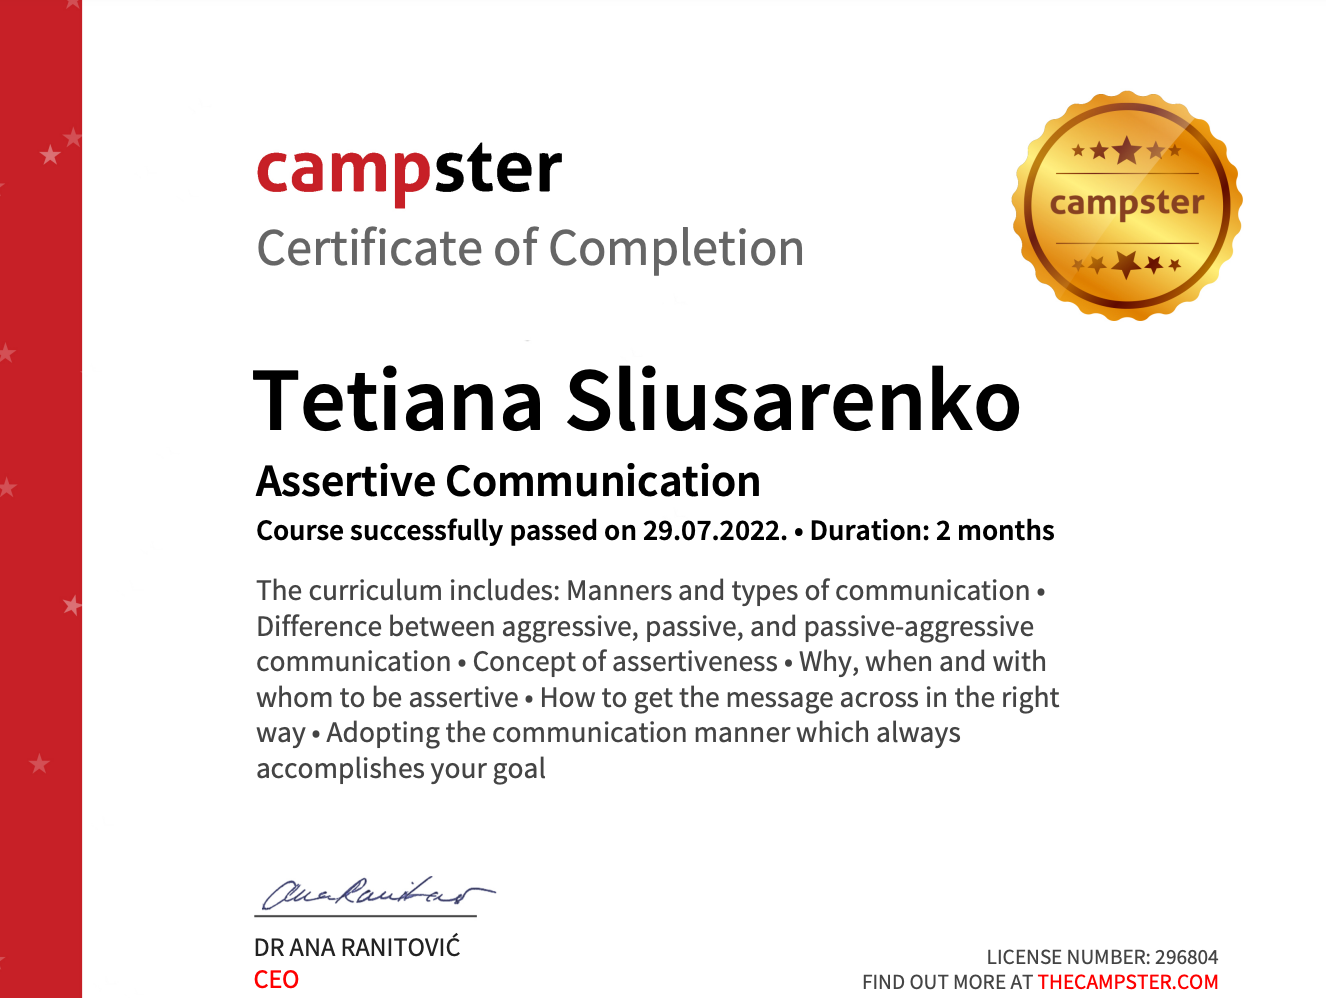 campster
Certificate of Completion
campster
Tetiana Sliusarenko
Assertive Communication
Course successfully passed on 29.07.2022. • Duration: 2 months
The curriculum includes: Manners and types of communication •
Difference between aggressive, passive, and passive-aggressive
communication • Concept of assertiveness • Why, when and with
whom to be assertive • How to get the message across in the right
way • Adopting the communication manner which always
accomplishes your goal
Ana Ranitović
DR ANA RANITOVIĆ
CEO
LICENSE NUMBER: 296804
FIND OUT MORE AT THECAMPSTER.COM